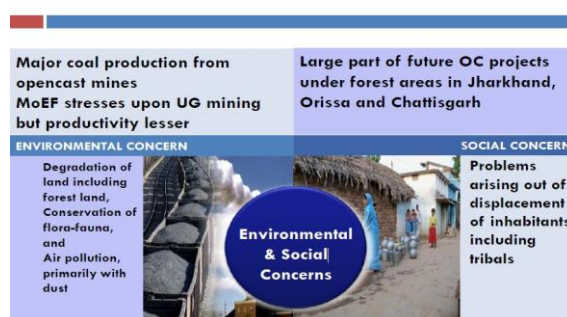 Major coal production from
opencast mines
MoEF stresses upon UG mining
but productivity lesser
Large part of future OC projects
under forest areas in Jharkhand,
Orissa and Chattisgarh
ENVIRONMENTAL CONCERN
SOCIAL CONCERN
Degradation of
land including
forest land,
Conservation of
flora-fauna,
and
Air pollution,
primarily with
dust
Environmental
& Social
Concerns
Problems
arising out of
displacement
of inhabitants
including
tribals